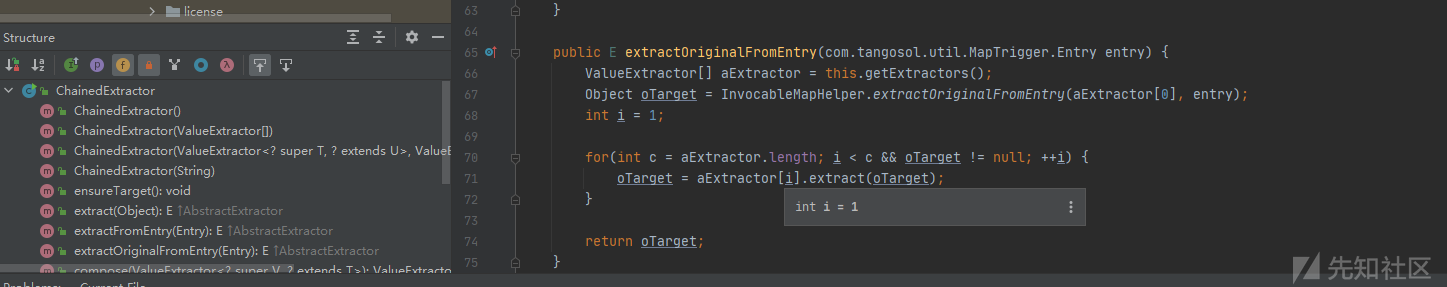 license
Structure
ChainedExtractor
ChainedExtractor()
ChainedExtractor(ValueExtractor[])
ChainedExtractor(ValueExtractor<? super T, ? extends U>, ValueE
ChainedExtractor(String)
ensureTarget(): void
extract(Object): E ↑AbstractExtractor
extractFromEntry(Entry): E ↑AbstractExtractor
extractOriginalFromEntry(Entry): E ↑AbstractExtractor
compose(ValueExtractor<? super V, ? extends T>): ValueExtracto
Problems: Current File
63 }
64
65 public E extractOriginalFromEntry(com.tangosol.util.MapTrigger.Entry entry) {
66 ValueExtractor[] aExtractor = this.getExtractors();
67 Object oTarget = InvocableMapHelper.extractOriginalFromEntry(aExtractor[0], entry);
68 int i = 1;
69
70 for(int c = aExtractor.length; i < c && oTarget != null; ++i) {
71 oTarget = aExtractor[i].extract(oTarget);
72 }
int i = 1
73
74 return oTarget;
75 }
先知社区